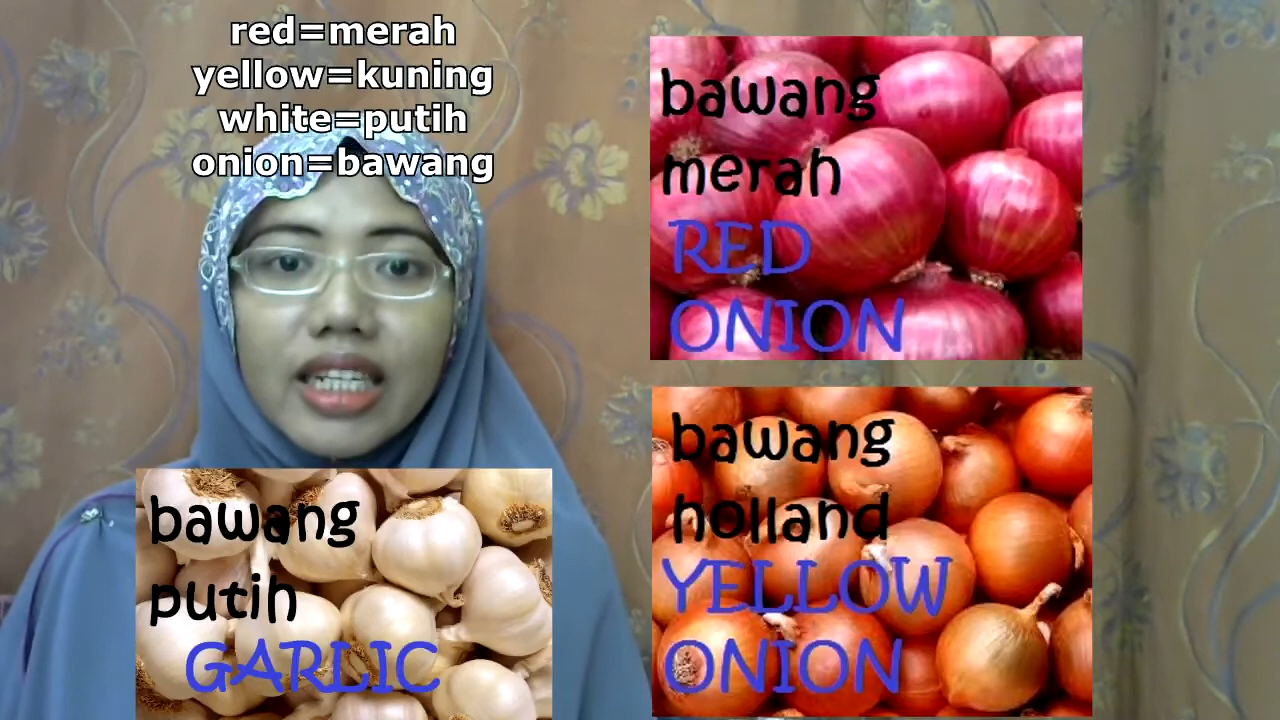 red=merah
yellow=kuning
white=putih
onion=bawang
bawang
merah
RED
ONION
bawang
holland
YELLOW
ONION
bawang
putih
GARLIC